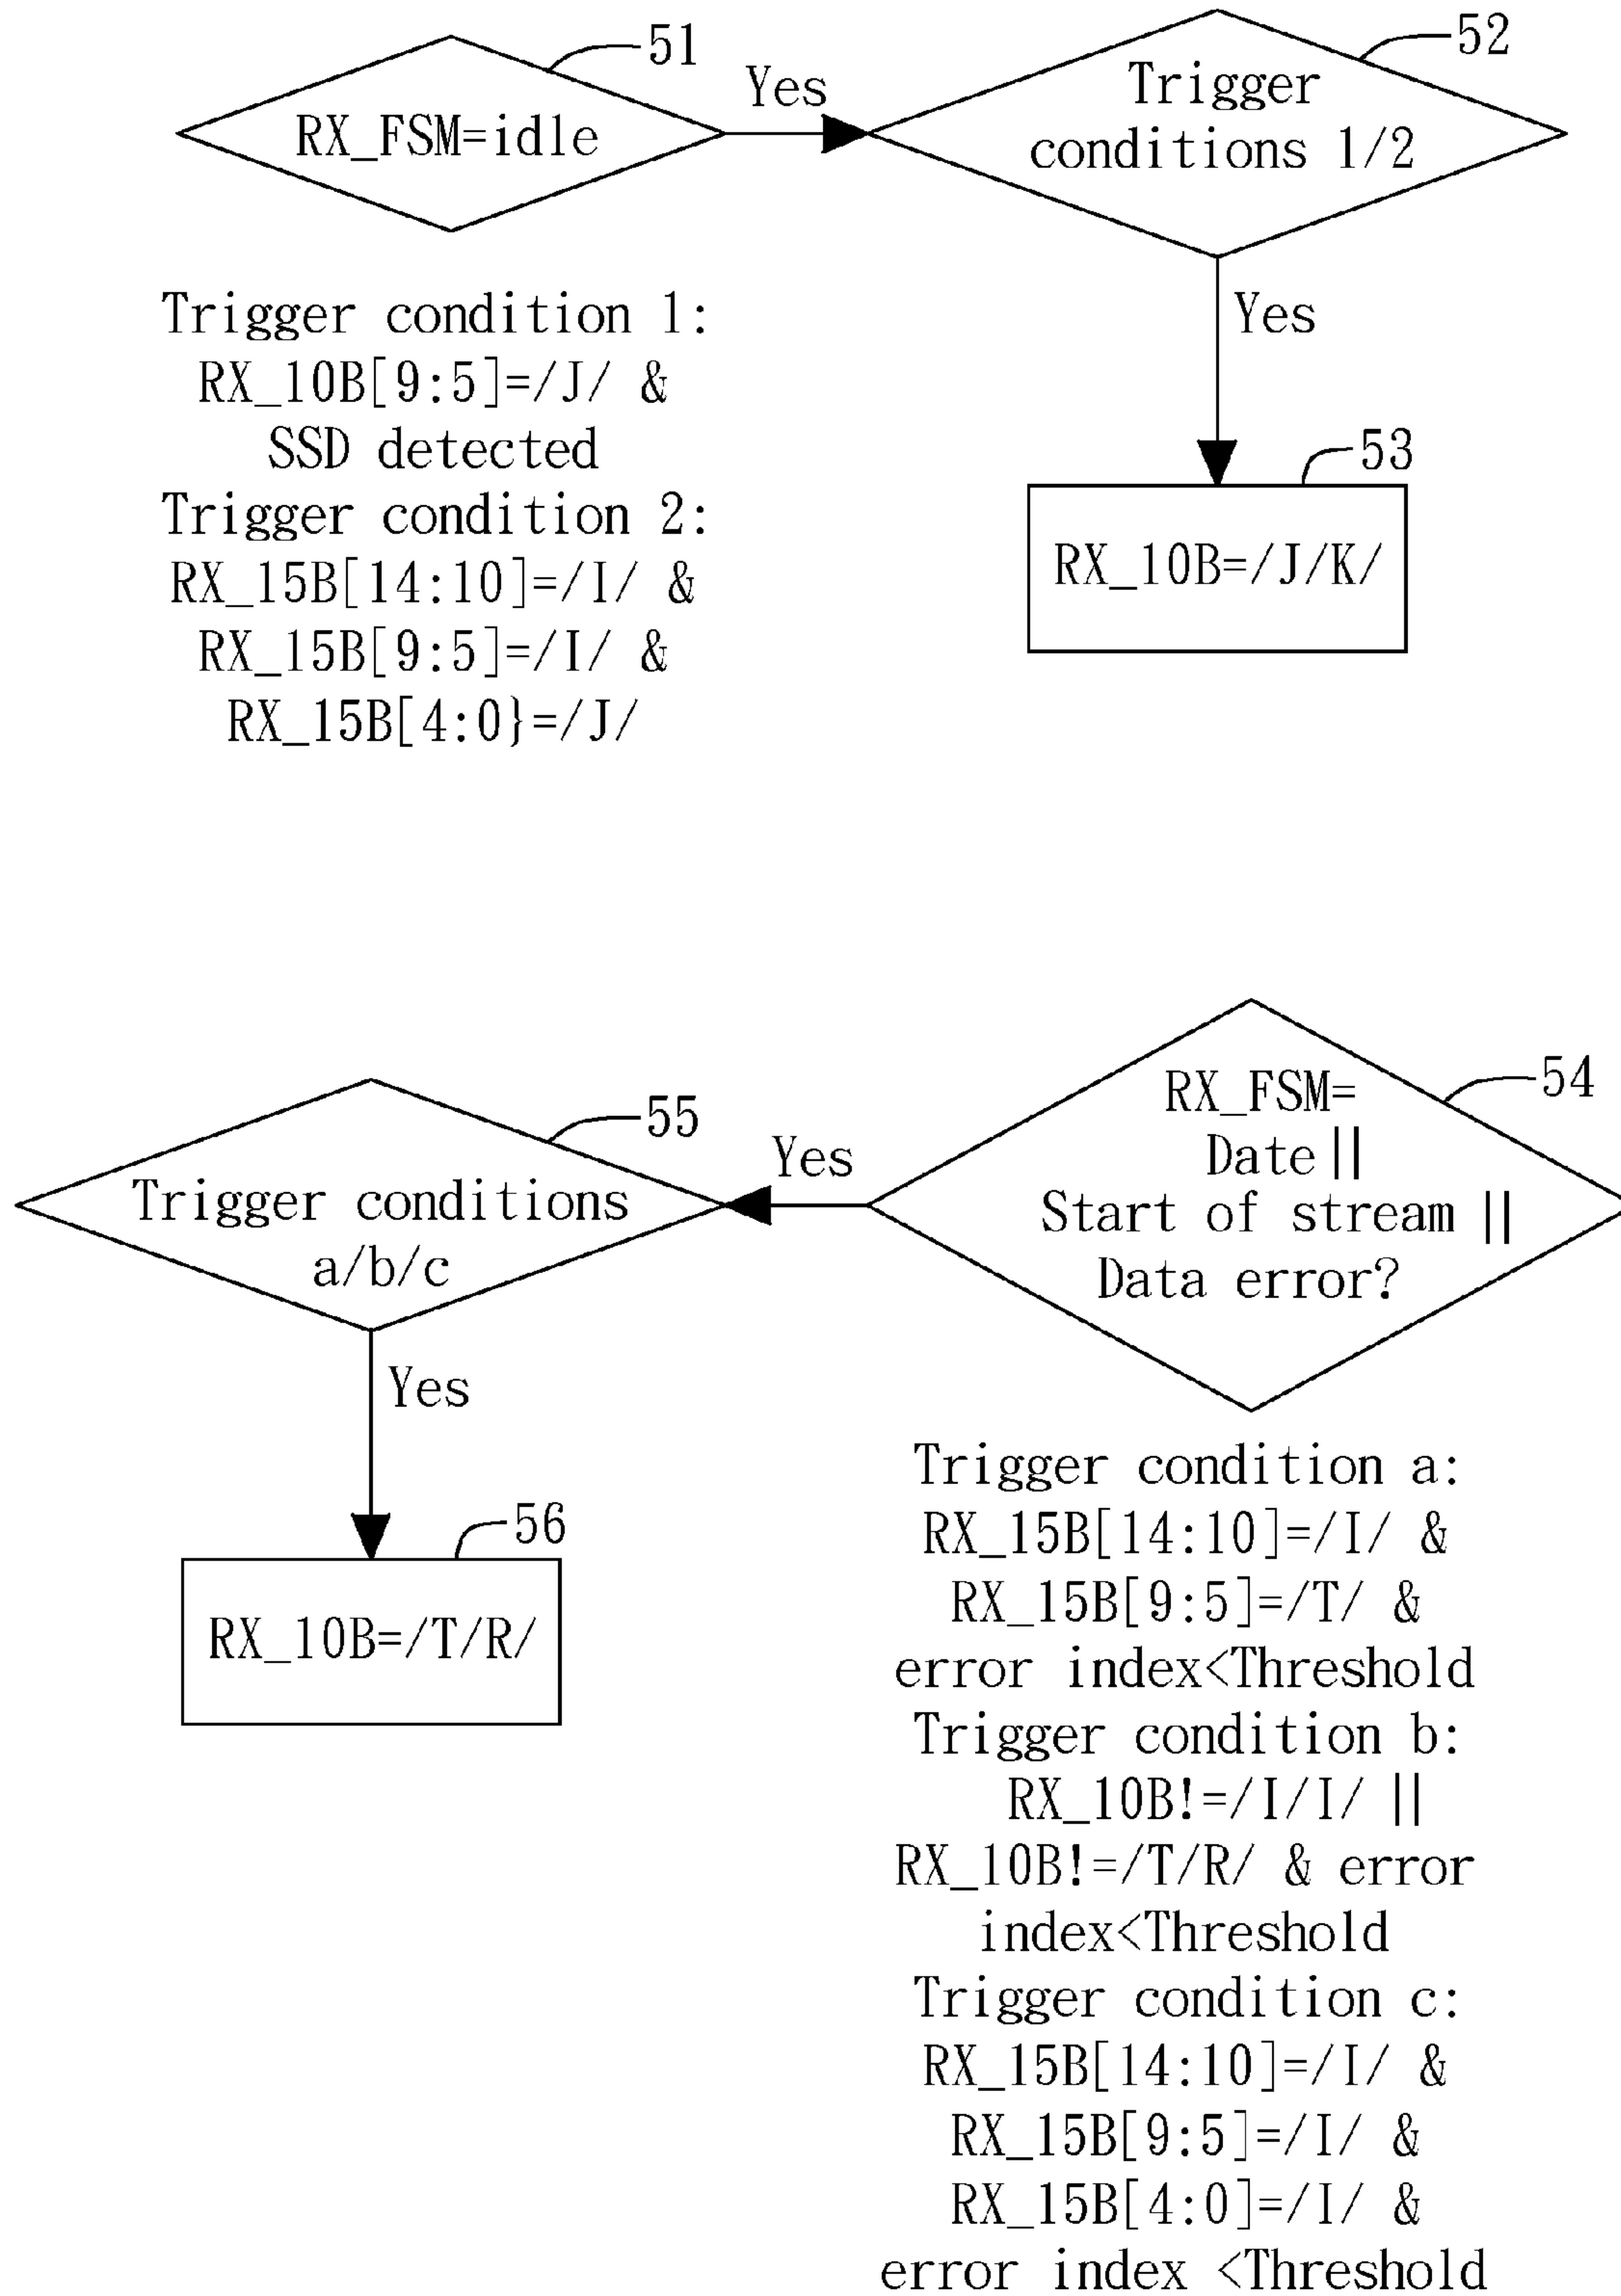 51
RX_FSM=idle
Yes
52
Trigger
conditions 1/2
Yes
Trigger condition 1:
RX_10B[9:5]=/J/ &
SSD detected
Trigger condition 2:
RX_15B[14:10]=/I/ &
RX_15B[9:5]=/I/ &
RX_15B[4:0}=/J/
53
RX_10B=/J/K/
54
RX_FSM=
Date||
Start of stream ||
Data error?
Yes
55
Trigger conditions
a/b/c
Yes
56
RX_10B=/T/R/
Trigger condition a:
RX_15B[14:10]=/I/ &
RX_15B[9:5]=/T/ &
error index<Threshold
Trigger condition b:
RX_10B!=/I/I/ ||
RX_10B!=/T/R/ & error
index<Threshold
Trigger condition c:
RX_15B[14:10]=/I/ &
RX_15B[9:5]=/I/ &
RX_15B[4:0]=/I/ &
error index <Threshold